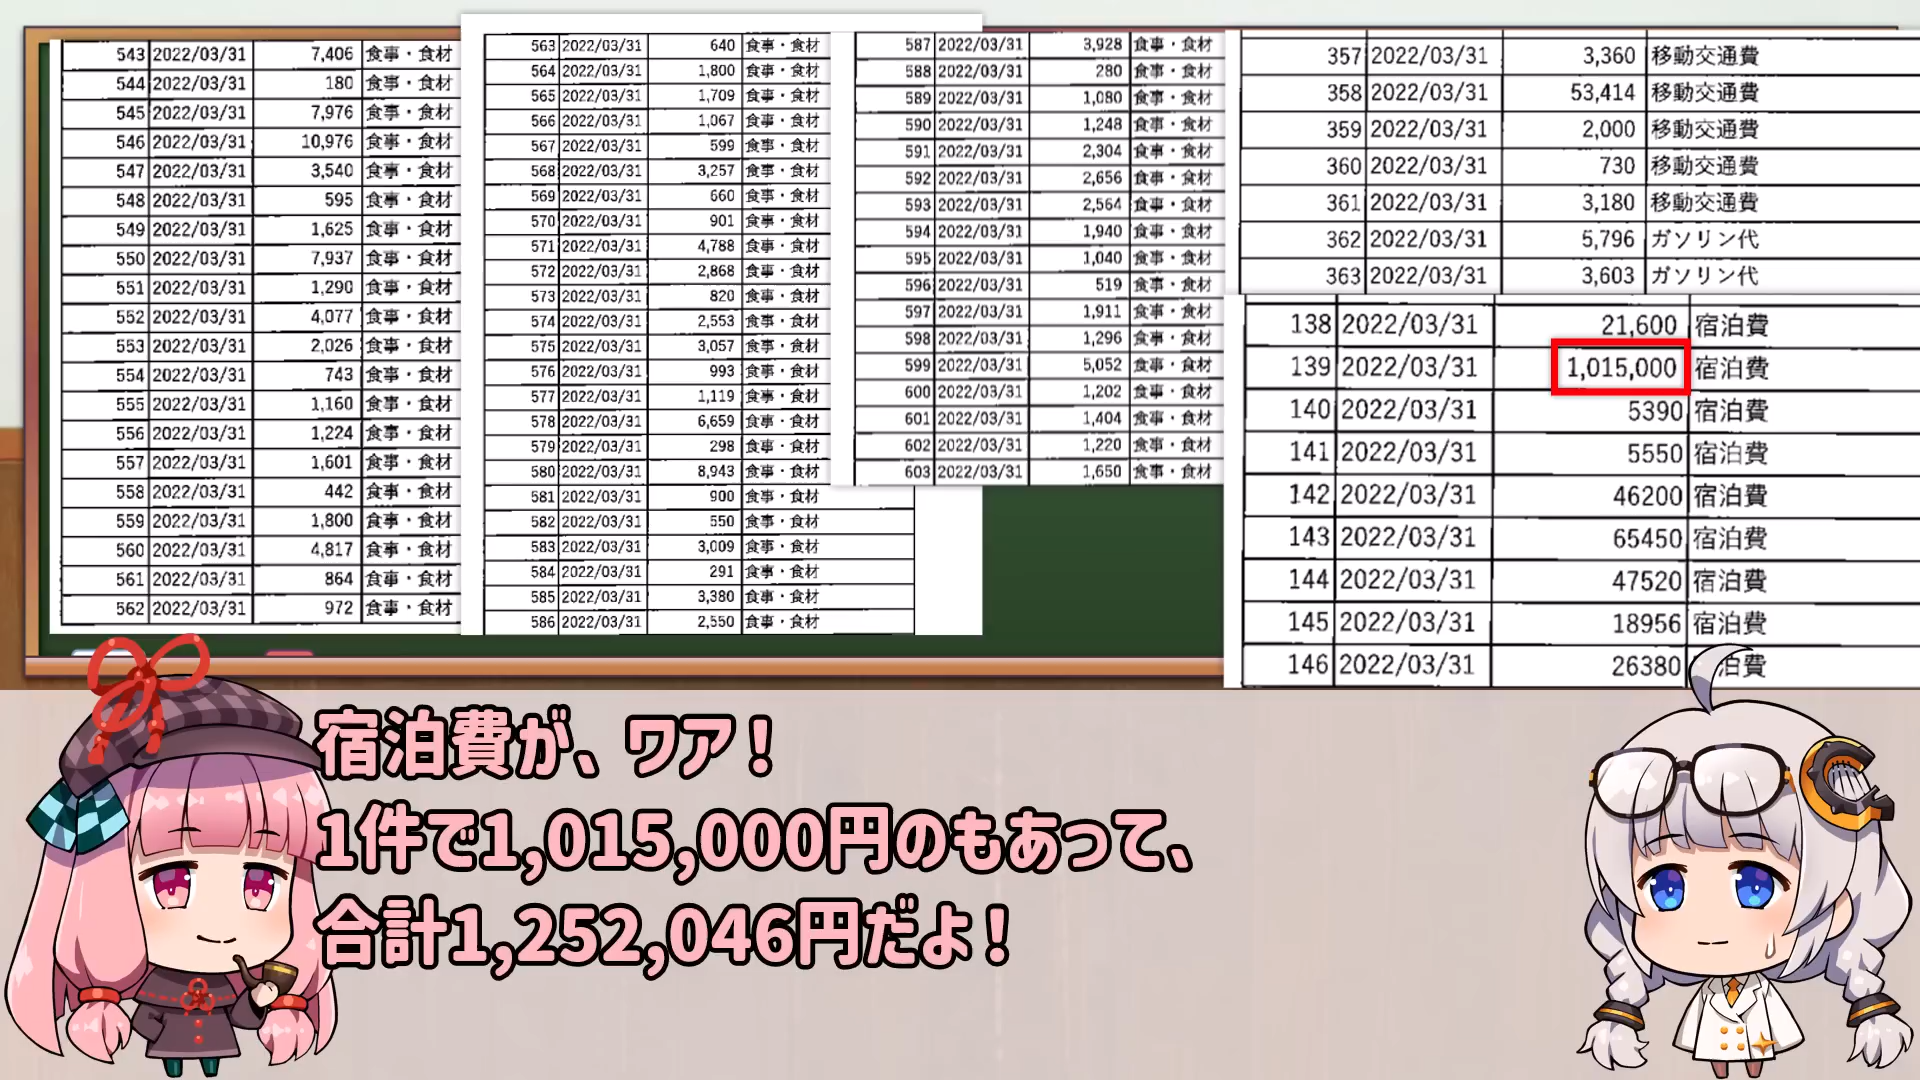 543 2022/03/31 7,406 食事・食材
544 2022/03/31 180 食事・食材
545 2022/03/31 7,976 食事・食材
546 2022/03/31 10,976 食事・食材
547 2022/03/31 3,540 食事・食材
548 2022/03/31 595 食事・食材
549 2022/03/31 1,625 食事・食材
550 2022/03/31 7,937 食事・食材
551 2022/03/31 1,290 食事・食材
552 2022/03/31 4,077 食事・食材
553 2022/03/31 2,026 食事・食材
554 2022/03/31 743 食事・食材
555 2022/03/31 1,160 食事・食材
556 2022/03/31 1,224 食事・食材
557 2022/03/31 1,601 食事・食材
558 2022/03/31 442 食事・食材
559 2022/03/31 1,800 食事・食材
560 2022/03/31 4,817 食事・食材
561 2022/03/31 864 食事・食材
562 2022/03/31 972 食事・食材
563 2022/03/31 640 食事・食材
564 2022/03/31 1,800 食事・食材
565 2022/03/31 1,709 食事・食材
566 2022/03/31 1,067 食事・食材
567 2022/03/31 599 食事・食材
568 2022/03/31 3,257 食事・食材
569 2022/03/31 660 食事・食材
570 2022/03/31 901 食事・食材
571 2022/03/31 4,788 食事・食材
572 2022/03/31 2,868 食事・食材
573 2022/03/31 820 食事・食材
574 2022/03/31 2,553 食事・食材
575 2022/03/31 3,057 食事・食材
576 2022/03/31 993 食事・食材
577 2022/03/31 1,119 食事・食材
578 2022/03/31 6,659 食事・食材
579 2022/03/31 298 食事・食材
580 2022/03/31 8,943 食事・食材
581 2022/03/31 900 食事・食材
582 2022/03/31 550 食事・食材
583 2022/03/31 3,009 食事・食材
584 2022/03/31 291 食事・食材
585 2022/03/31 3,380 食事・食材
586 2022/03/31 2,550 食事・食材
587 2022/03/31 3,928 食事・食材
588 2022/03/31 280 食事・食材
589 2022/03/31 1,080 食事・食材
590 2022/03/31 1,248 食事・食材
591 2022/03/31 2,304 食事・食材
592 2022/03/31 2,656 食事・食材
593 2022/03/31 2,564 食事・食材
594 2022/03/31 1,940 食事・食材
595 2022/03/31 1,040 食事・食材
596 2022/03/31 519 食事・食材
597 2022/03/31 1,911 食事・食材
598 2022/03/31 1,296 食事・食材
599 2022/03/31 5,052 食事・食材
600 2022/03/31 1,202 食事・食材
601 2022/03/31 1,404 食事・食材
602 2022/03/31 1,220 食事・食材
603 2022/03/31 1,650 食事・食材
357 2022/03/31 3,360 移動交通費
358 2022/03/31 53,414 移動交通費
359 2022/03/31 2,000 移動交通費
360 2022/03/31 730 移動交通費
361 2022/03/31 3,180 移動交通費
362 2022/03/31 5,796 ガソリン代
363 2022/03/31 3,603 ガソリン代
138 2022/03/31 21,600 宿泊費
139 2022/03/31 1,015,000 宿泊費
140 2022/03/31 5390 宿泊費
141 2022/03/31 5550 宿泊費
142 2022/03/31 46200 宿泊費
143 2022/03/31 65450 宿泊費
144 2022/03/31 47520 宿泊費
145 2022/03/31 18956 宿泊費
146 2022/03/31 26380 泊費
宿泊費が、ワア！
1件で1,015,000円のもあって、
合計1,252,046円だよ！